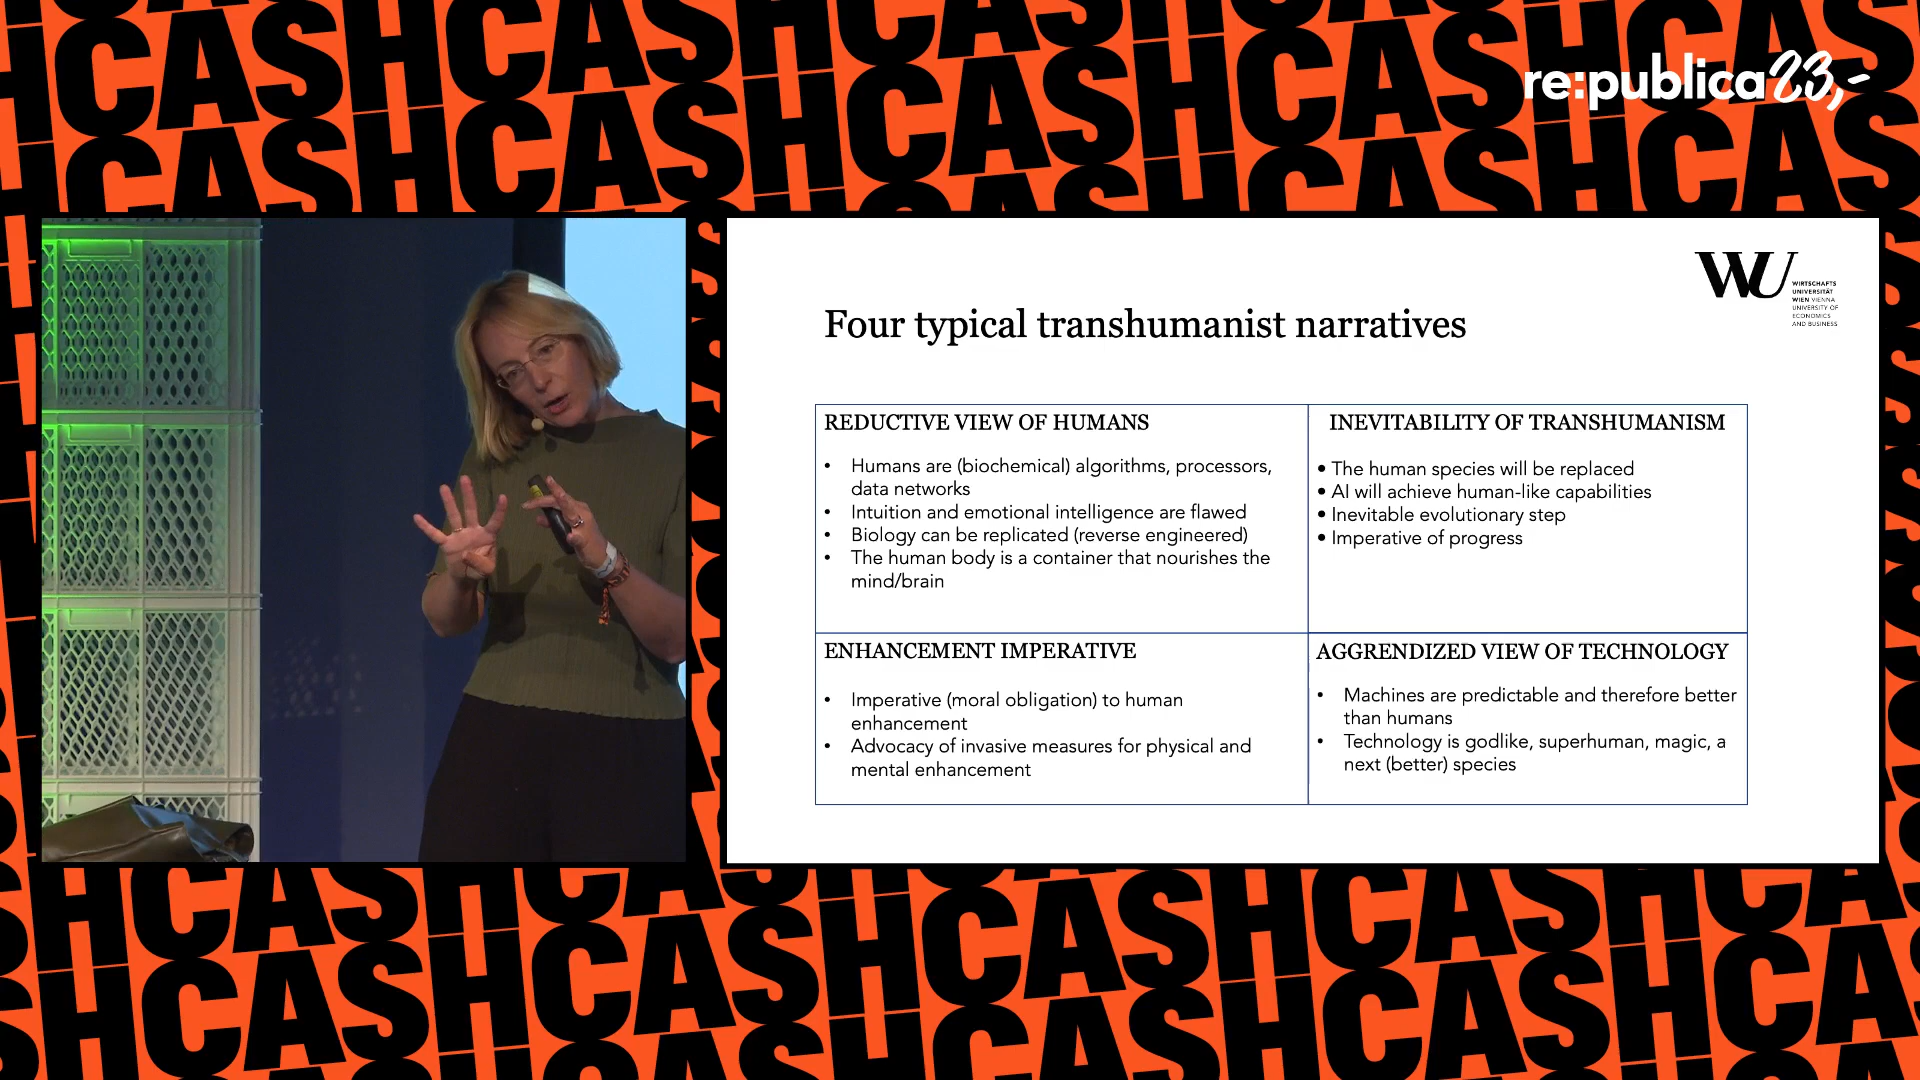 re:publica23,-
WU
WIRTSCHAFTS
UNIVERSITÄT
WIEN VIENNA
UNIVERSITY OF
ECONOMICS
AND BUSINESS
Four typical transhumanist narratives
REDUCTIVE VIEW OF HUMANS
• Humans are (biochemical) algorithms, processors,
data networks
• Intuition and emotional intelligence are flawed
• Biology can be replicated (reverse engineered)
• The human body is a container that nourishes the
mind/brain
INEVITABILITY OF TRANSHUMANISM
• The human species will be replaced
• AI will achieve human-like capabilities
• Inevitable evolutionary step
• Imperative of progress
ENHANCEMENT IMPERATIVE
• Imperative (moral obligation) to human
enhancement
• Advocacy of invasive measures for physical and
mental enhancement
AGGRENDIZED VIEW OF TECHNOLOGY
• Machines are predictable and therefore better
than humans
• Technology is godlike, superhuman, magic, a
next (better) species